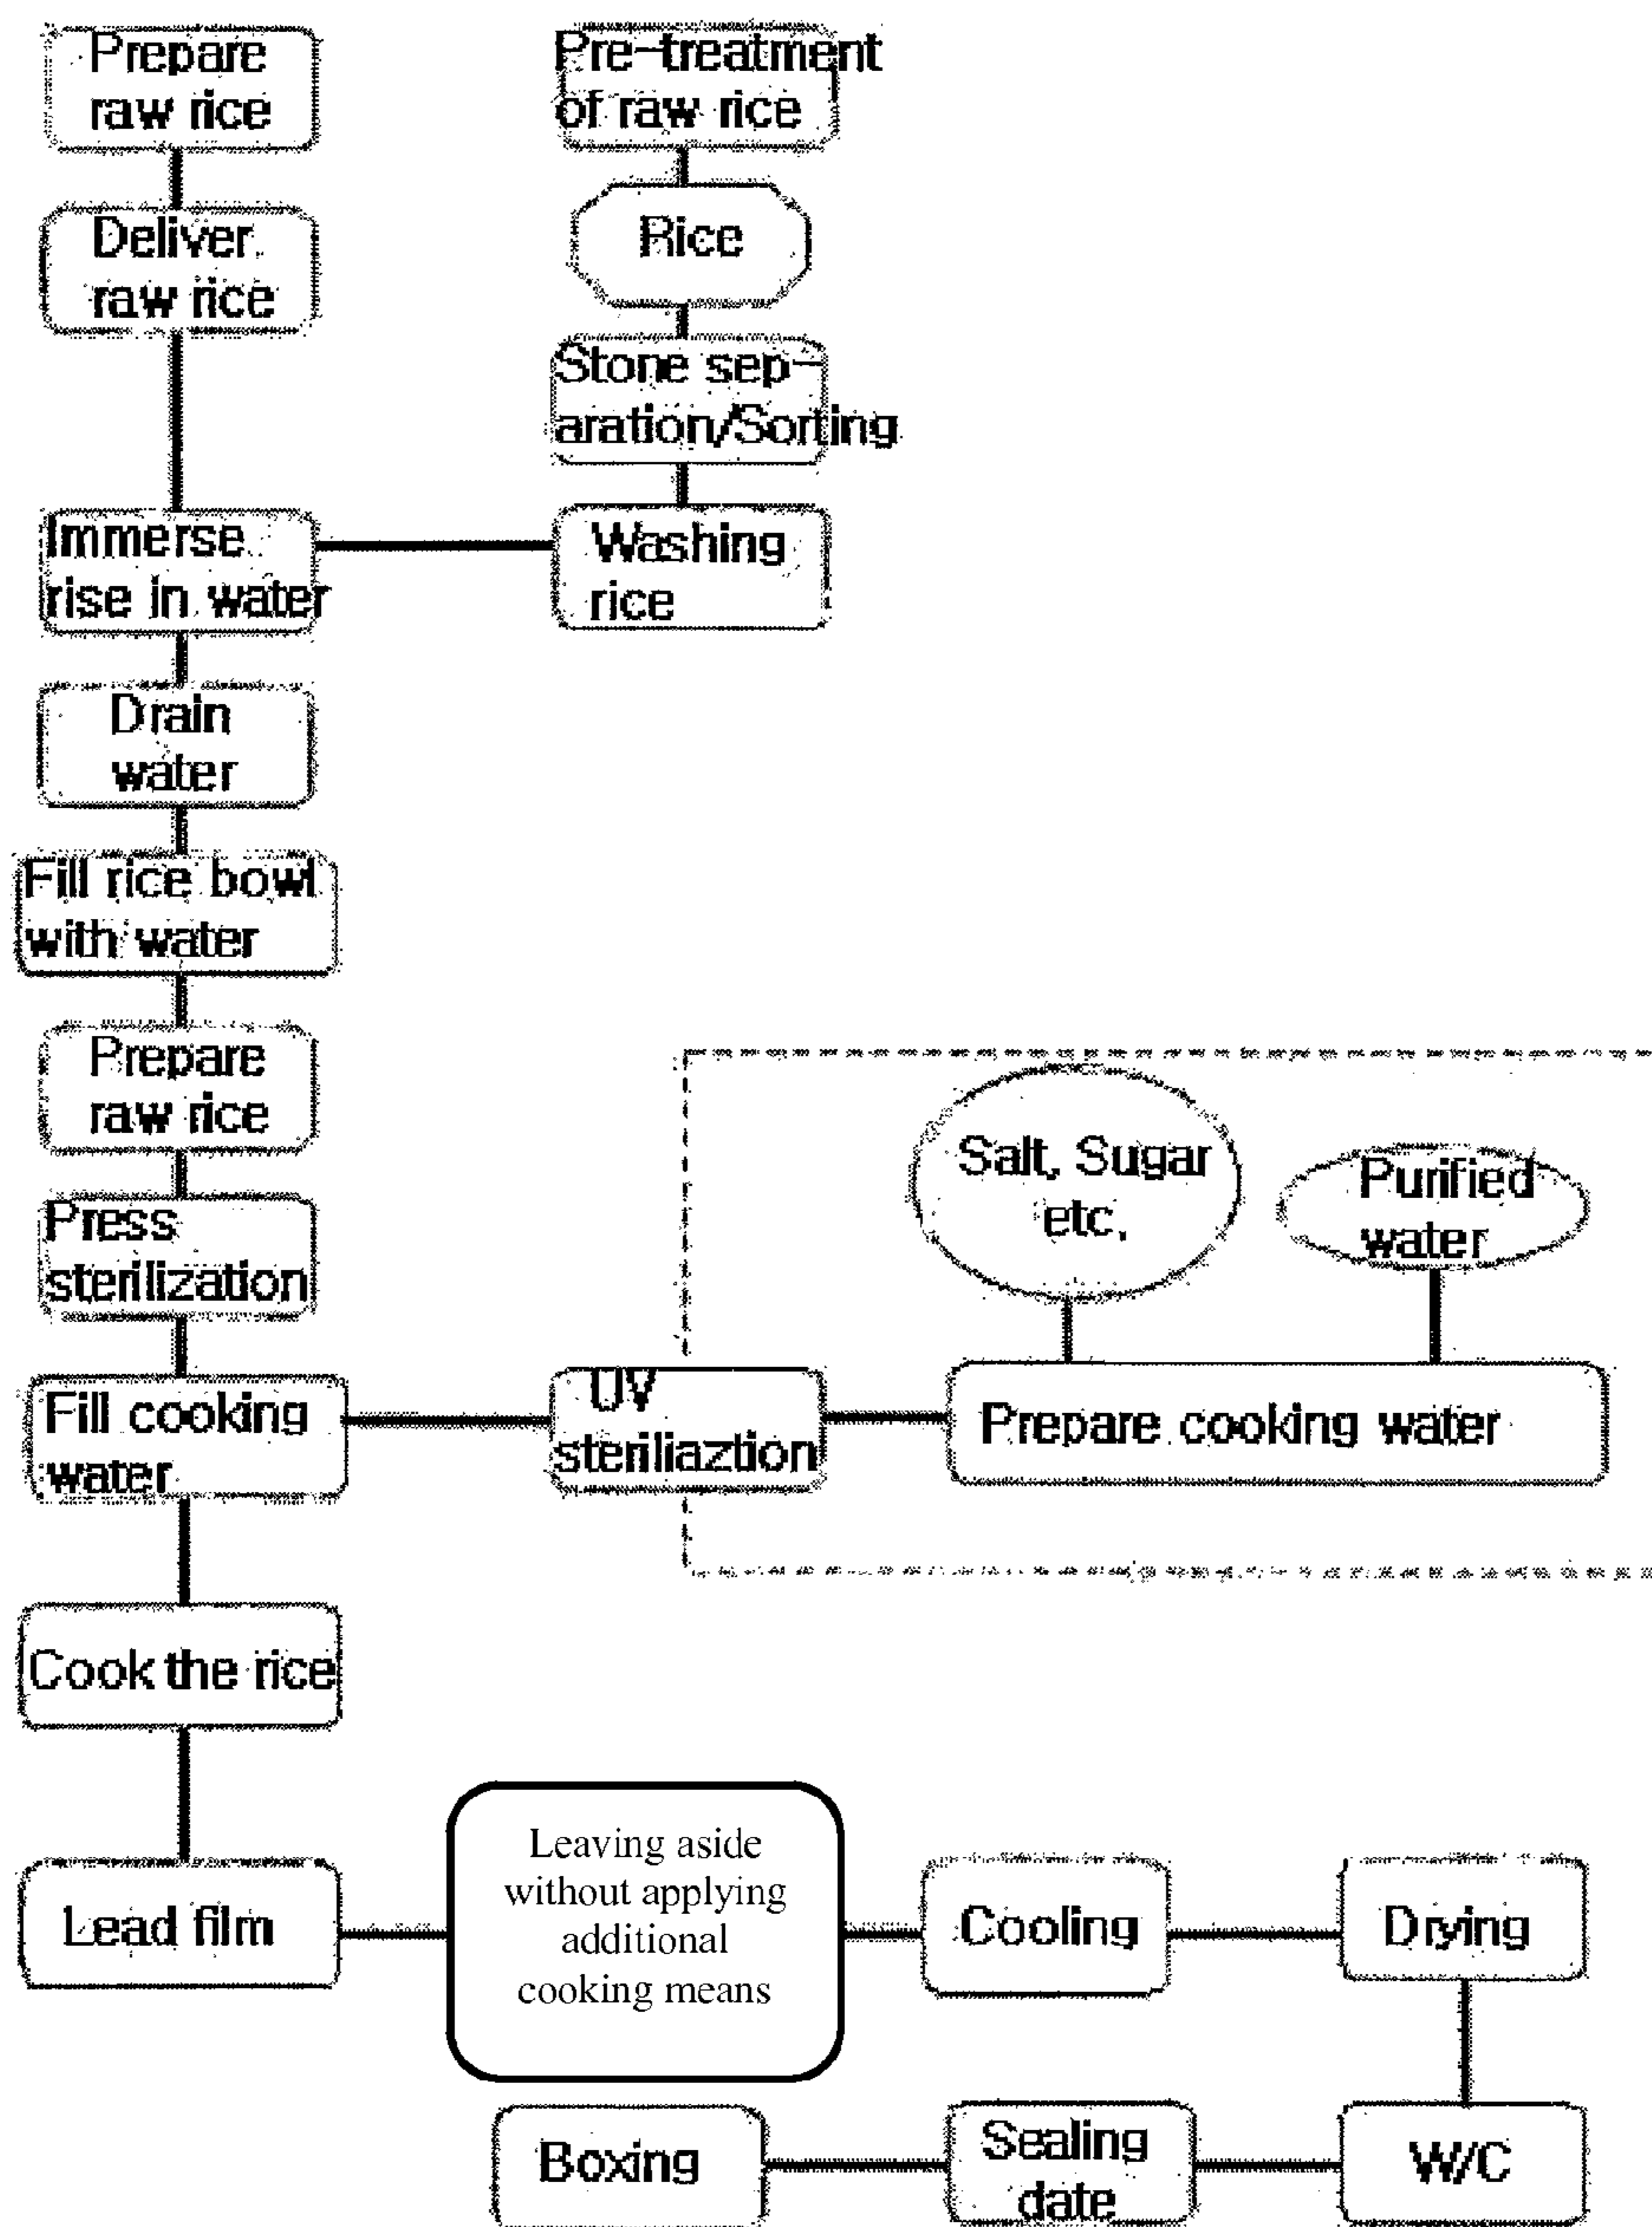 Prepare
raw rice
Pre-treatment
of raw rice
Deliver
raw rice
Rice
Stone sep-
aration/Sorting
Immerse
rise in water
Washing
rice
Drain
water
Fill rice bowl
with water
Prepare
raw rice
Press
sterilization
Salt, Sugar
etc.
Purified
water
Fill cooking
water
UV
steriliaztion
Prepare cooking water
Cook the rice
Lead film
Leaving aside
without applying
additional
cooking means
Cooling
Drying
Boxing
Sealing
date
W/C